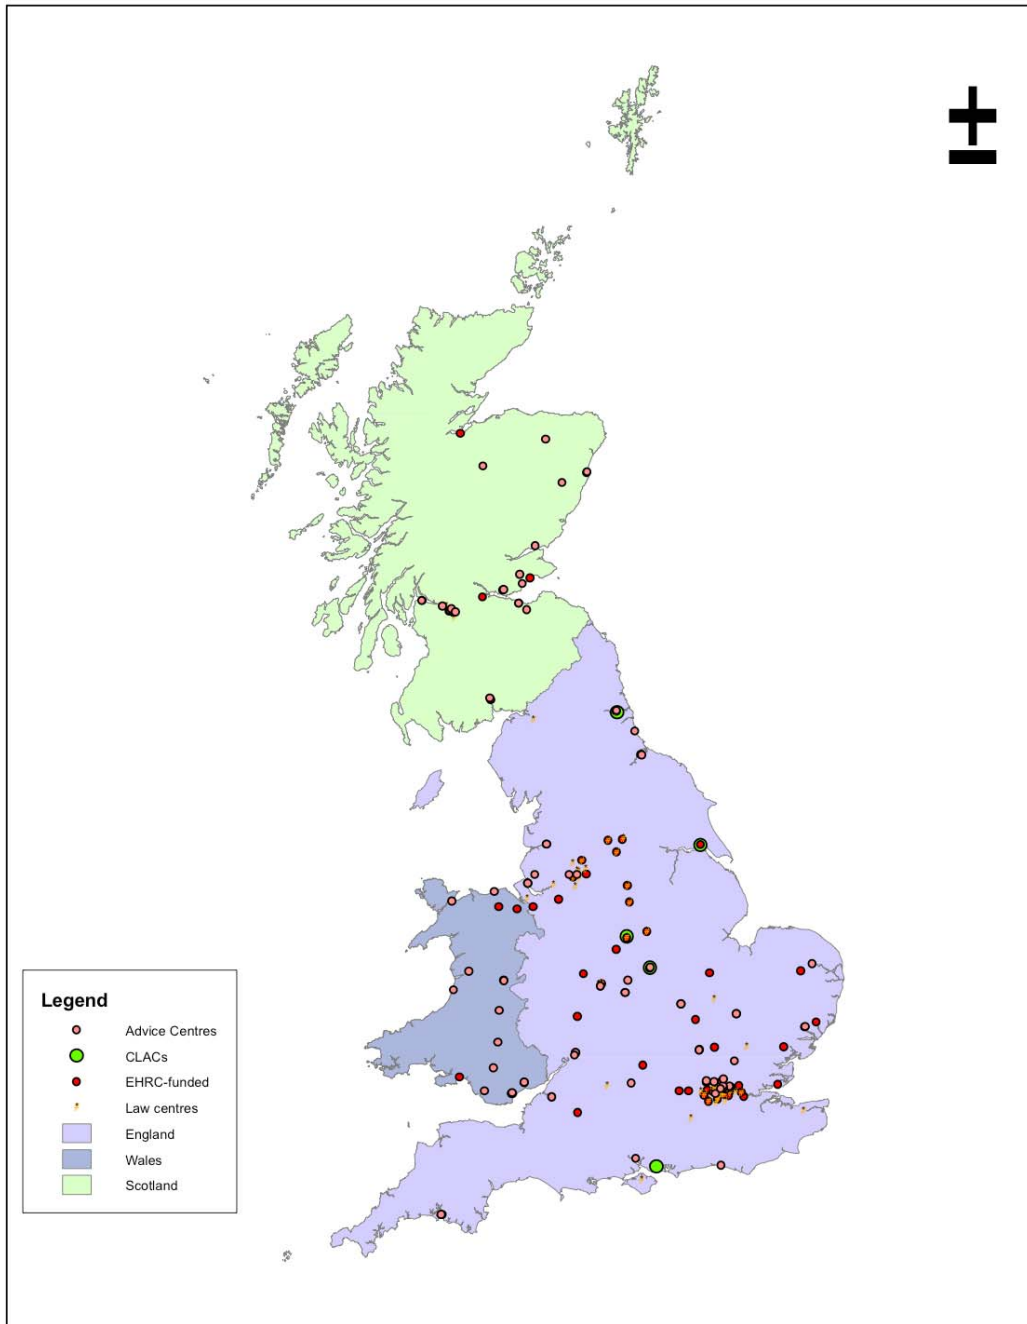 Legend
Advice Centres
CLACs
EHRC-funded
Law centres
England
Wales
Scotland